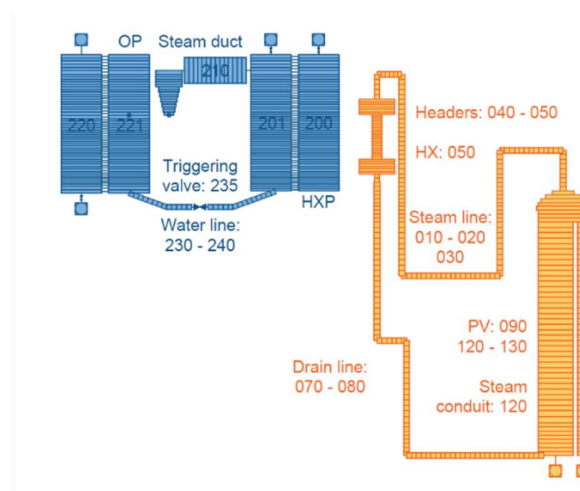 OP Steam duct
210
220 221 201 200
Triggering
valve: 235
HXP
Water line:
230 - 240
Headers: 040 - 050
HX: 050
Steam line:
010 - 020
030
PV: 090
120 - 130
Drain line:
070 - 080
Steam
conduit: 120